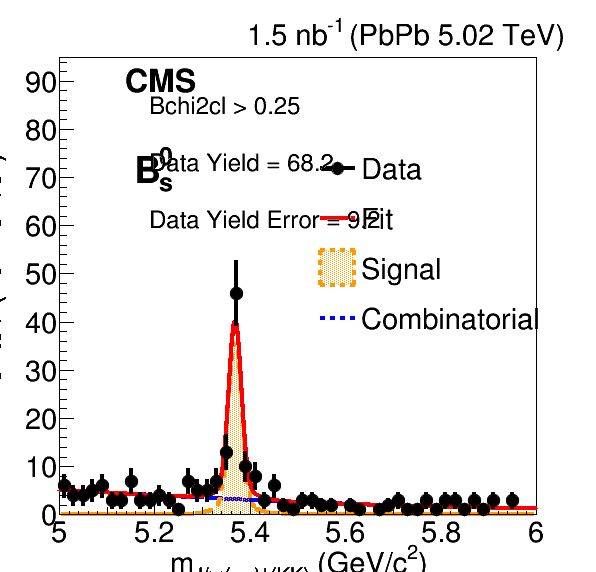 1.5 nb-1 (PbPb 5.02 TeV)
CMS
Bchi2cl > 0.25
B0s
Data Yield = 68.2
Data Yield Error = 9.2
Data
Fit
Signal
Combinatorial
90
80
70
60
50
40
30
20
10
0
5 5.2 5.4 5.6 5.8 6
(GeV/c2)